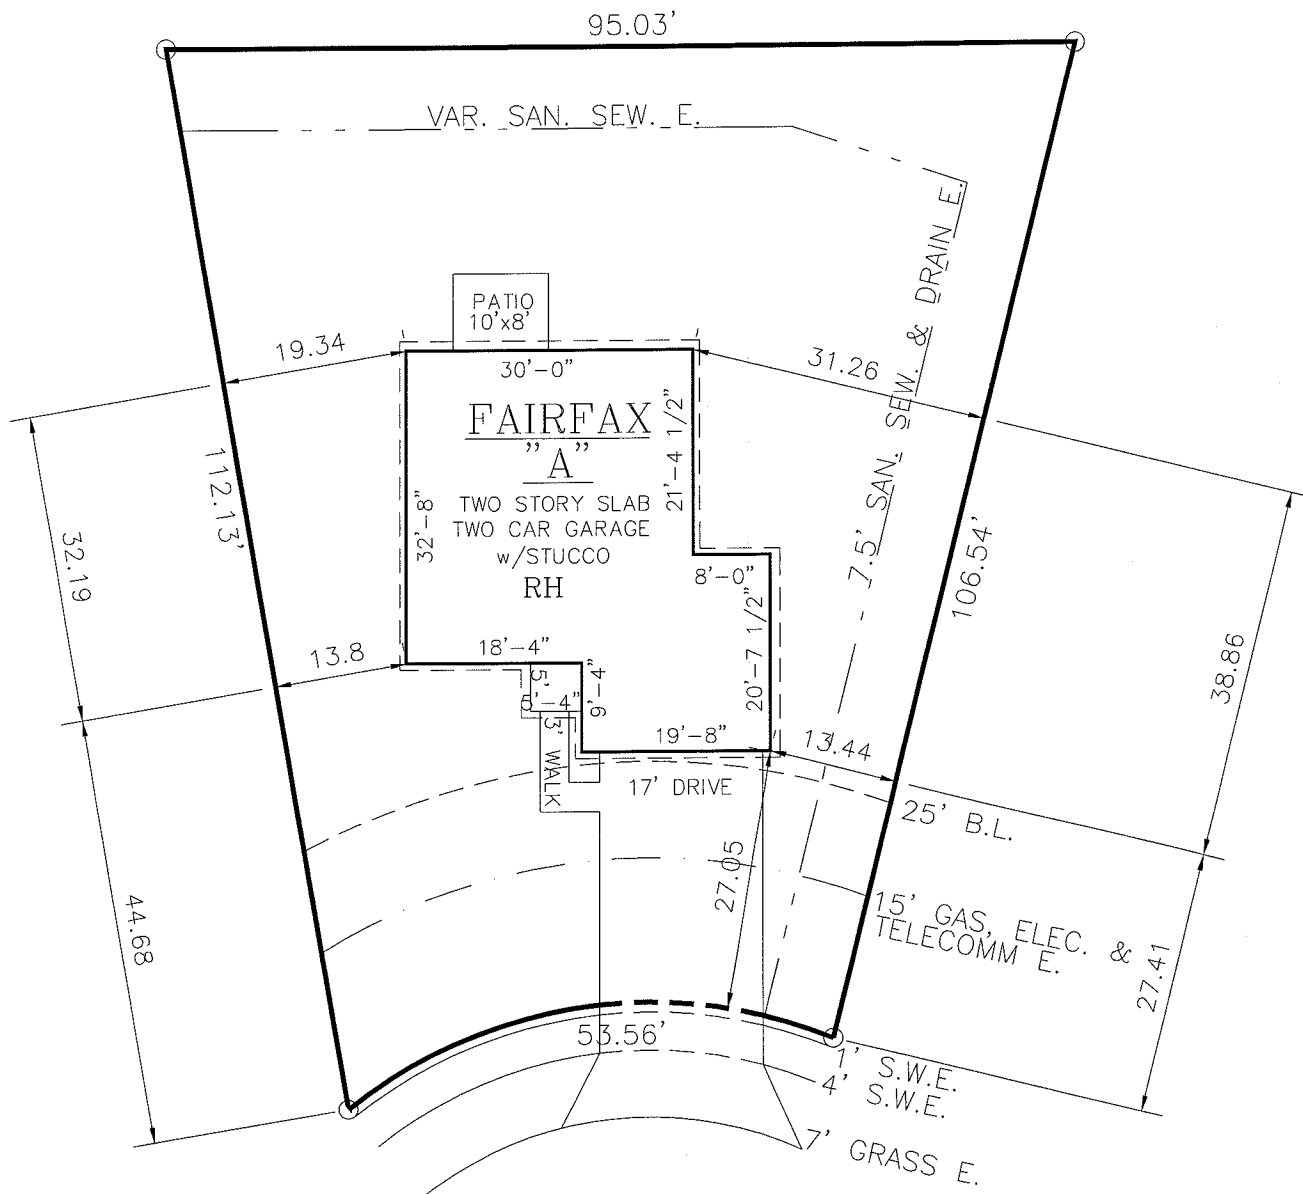 95.03'
VAR. SAN. SEW. E.
7.5' SAN. SEW. & DRAIN E.
PATIO
10'x8'
19.34
30'-0"
31.26
FAIRFAX
"A"
TWO STORY SLAB
TWO CAR GARAGE
w/STUCCO
RH
21'-4 1/2"
32'-8"
112.13'
106.54'
32.19
38.86
8'-0"
20'-7 1/2"
13.8
18'-4"
5'
5'-4"
9'-4"
19'-8"
13.44
3' WALK
17' DRIVE
25' B.L.
27.05
44.68
15' GAS, ELEC. &
TELECOMM E.
27.41
53.56'
1' S.W.E.
4' S.W.E.
7' GRASS E.